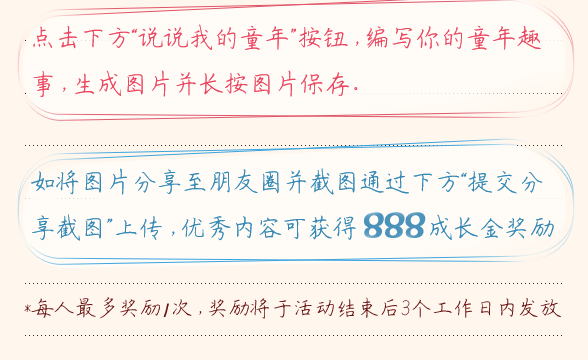 点击下方“说说我的童年”按钮,编写你的童年趣
事,生成图片并长按图片保存.
如将图片分享至朋友圈并截图通过下方“提交分
享截图”上传,优秀内容可获得888成长金奖励
*每人最多奖励1次,奖励将于活动结束后3个工作日内发放